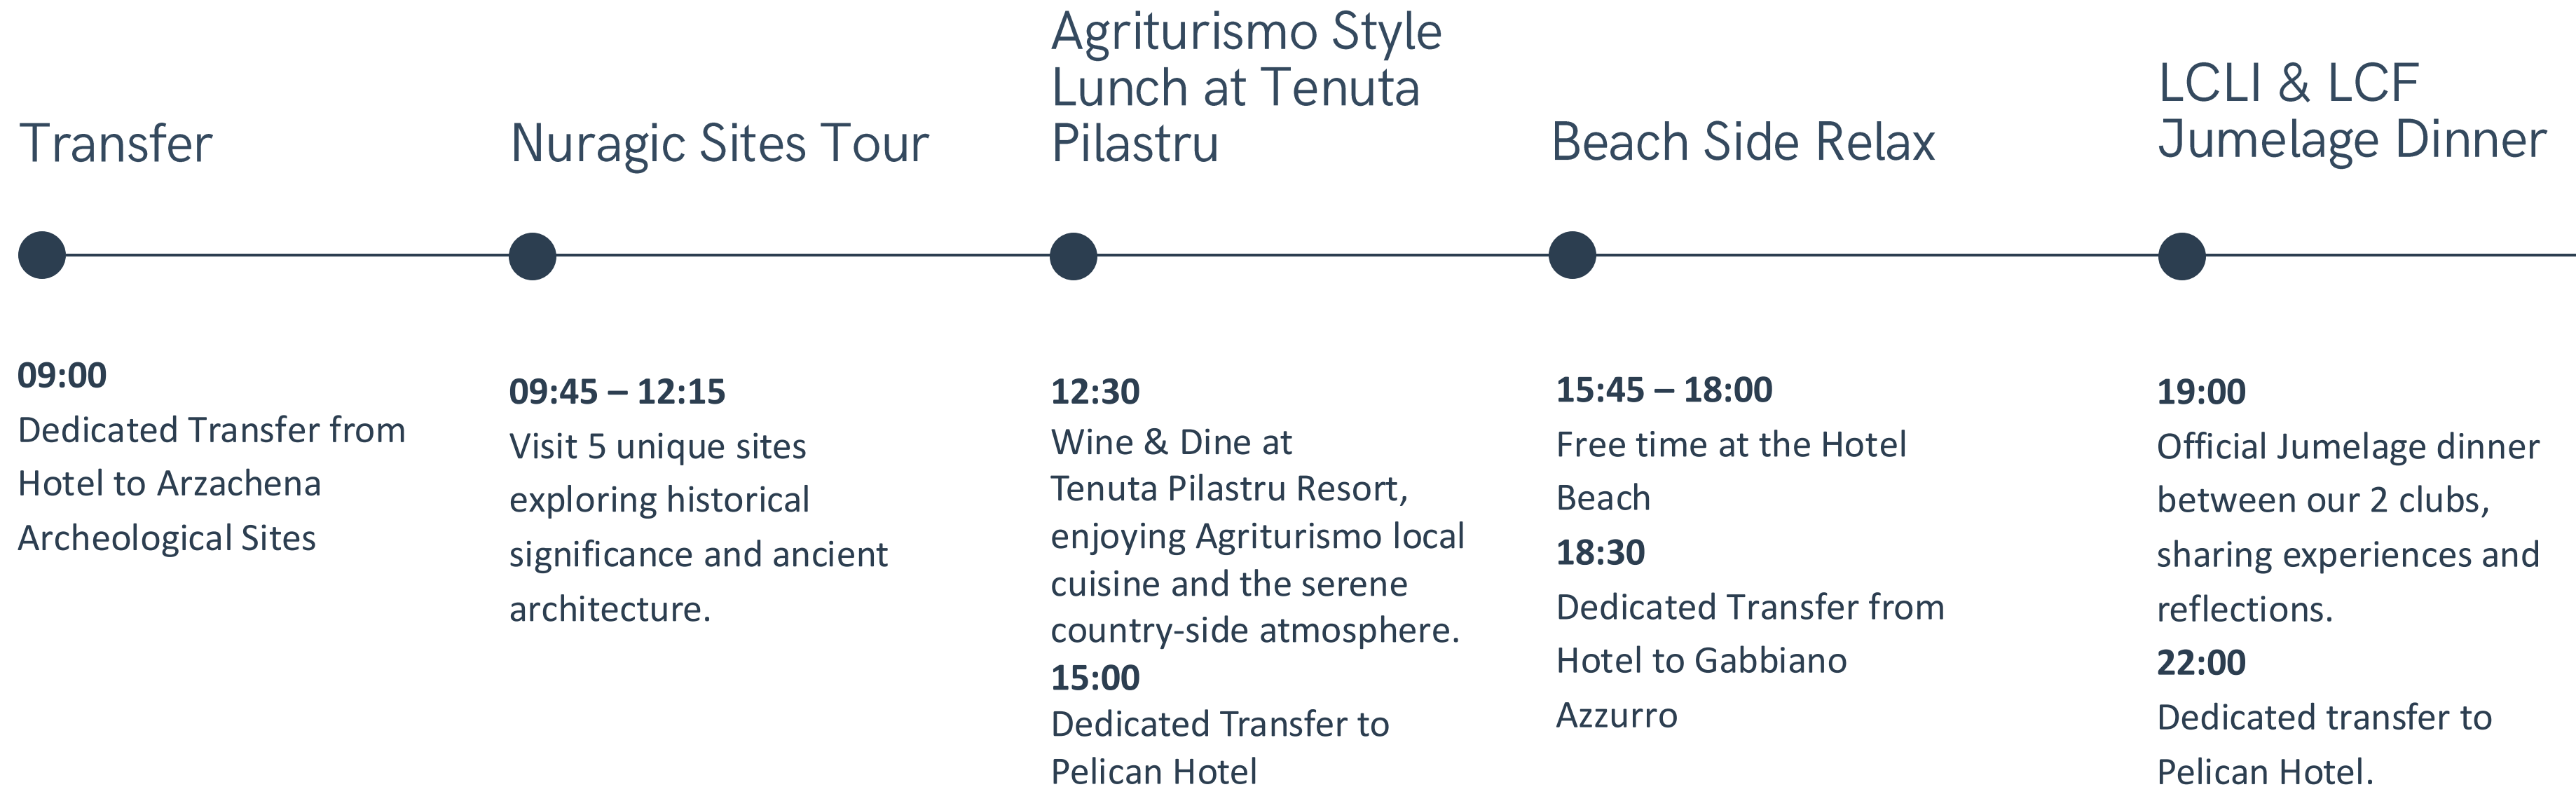 Transfer
Nuragic Sites Tour
Agriturismo Style
Lunch at Tenuta
Pilastru
Beach Side Relax
LCLI & LCF
Jumelage Dinner
09:00
Dedicated Transfer from
Hotel to Arzachena
Archeological Sites
09:45 – 12:15
Visit 5 unique sites
exploring historical
significance and ancient
architecture.
12:30
Wine & Dine at
Tenuta Pilastru Resort,
enjoying Agriturismo local
cuisine and the serene
country-side atmosphere.
15:00
Dedicated Transfer to
Pelican Hotel
15:45 – 18:00
Free time at the Hotel
Beach
18:30
Dedicated Transfer from
Hotel to Gabbiano
Azzurro
19:00
Official Jumelage dinner
between our 2 clubs,
sharing experiences and
reflections.
22:00
Dedicated transfer to
Pelican Hotel.